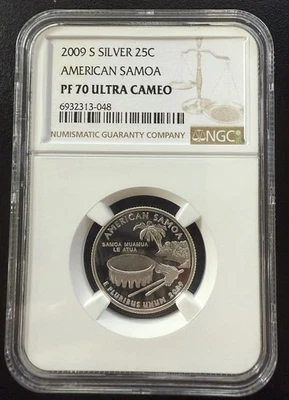 2009 S SILVER 25C
AMERICAN SAMOA
PF 70 ULTRA CAMEO
6932313-048
NUMISMATIC GUARANTY COMPANY
NGC
AMERICAN SAMOA
SAMOA MUAMUA
LE ATUA
E PLURIBUS UNUM 2009